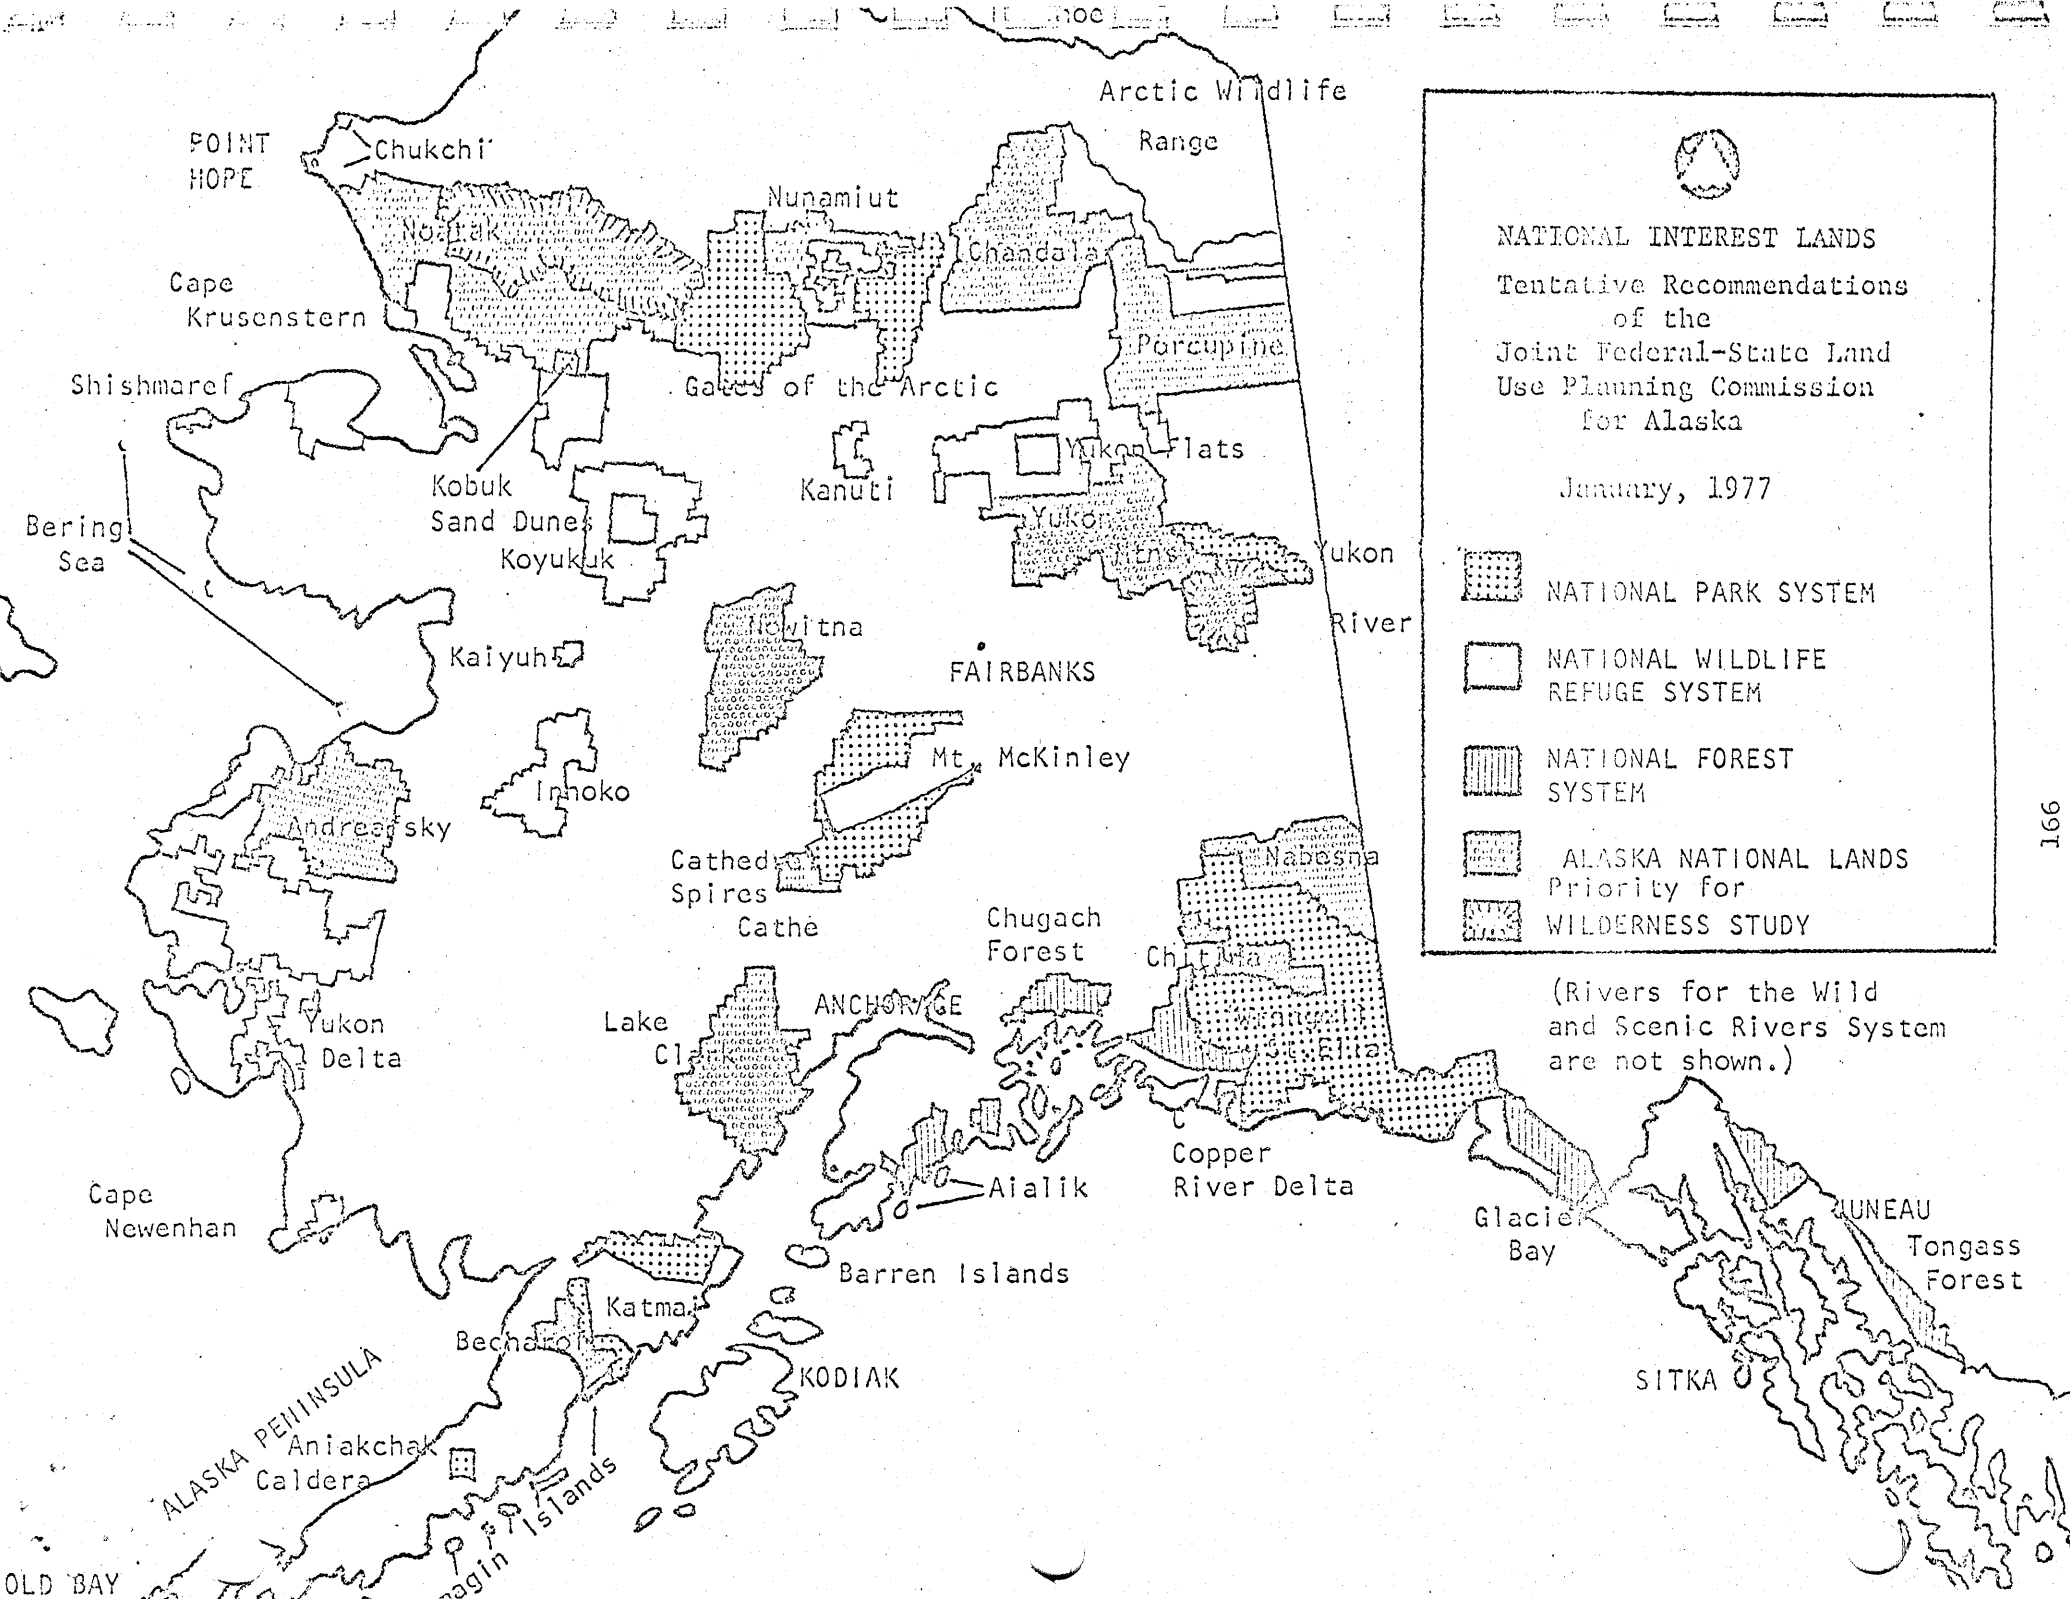 Arctic Wildlife
Range
POINT
HOPE
Chukchi
Nunamiut
Noatak
Chandalar
Cape
Krusenstern
Porcupine
Shishmaref
Gates of the Arctic
Yukon Flats
Kobuk
Sand Dunes
Kanuti
Koyukuk
Bering
Sea
Yukon
Yukon
River
Nowitna
Kaiyuh
FAIRBANKS
Mt. McKinley
Innoko
Andreafsky
Cathedral
Spires
Cathe
Nabesna
Chugach
Forest
Chitina
ANCHORAGE
Lake
Clark
Wrangell
St. Elia
Yukon
Delta
Copper
River Delta
Aialik
Cape
Newenhan
Glacier
Bay
JUNEAU
Tongass
Forest
Barren Islands
Katmai
Becharof
KODIAK
SITKA
ALASKA PENINSULA
Aniakchak
Caldera
Islands
OLD BAY
NATIONAL INTEREST LANDS
Tentative Recommendations
of the
Joint Federal-State Land
Use Planning Commission
for Alaska
January, 1977
NATIONAL PARK SYSTEM
NATIONAL WILDLIFE
REFUGE SYSTEM
NATIONAL FOREST
SYSTEM
ALASKA NATIONAL LANDS
Priority for
WILDERNESS STUDY
(Rivers for the Wild
and Scenic Rivers System
are not shown.)
166